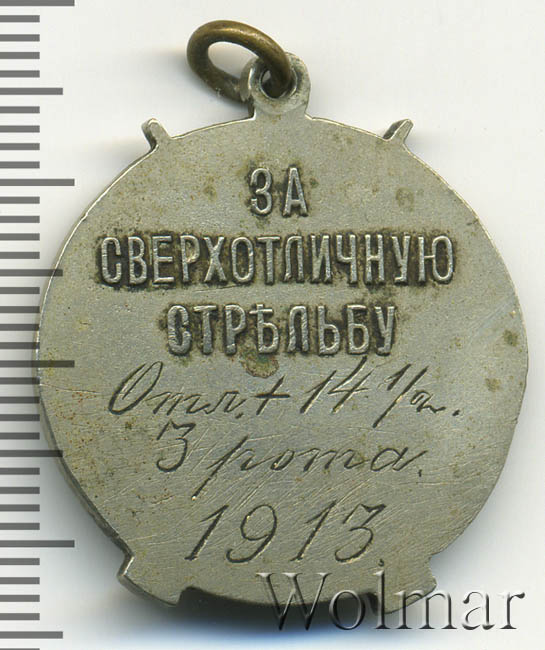 ЗА
СВЕРХОТЛИЧНУЮ
СТРѢЛЬБУ
Отл. + 14 1/2.
3 рота.
1913
Wolmar